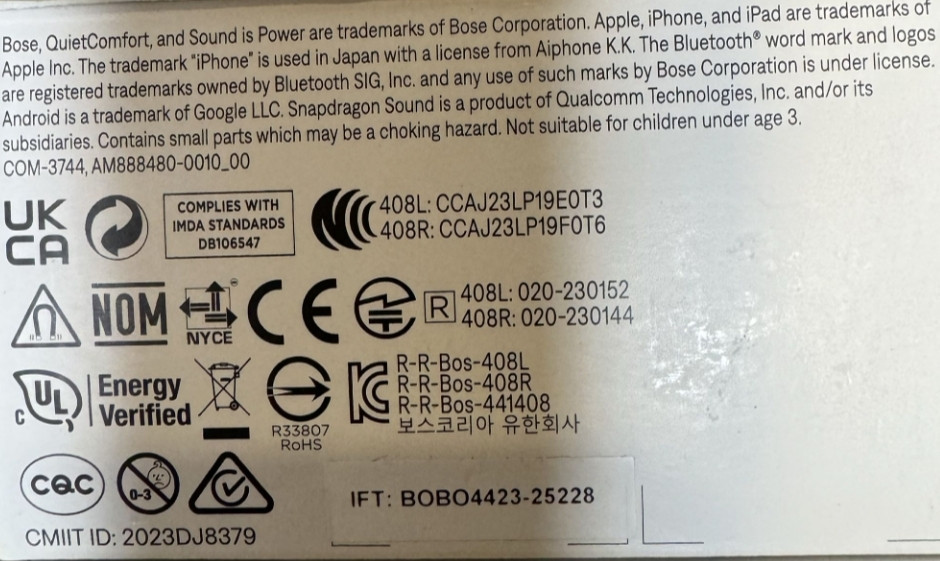 Bose, QuietComfort, and Sound is Power are trademarks of Bose Corporation. Apple, iPhone, and iPad are trademarks of
Apple Inc. The trademark "iPhone" is used in Japan with a license from Aiphone K.K. The Bluetooth® word mark and logos
are registered trademarks owned by Bluetooth SIG, Inc. and any use of such marks by Bose Corporation is under license.
Android is a trademark of Google LLC. Snapdragon Sound is a product of Qualcomm Technologies, Inc. and/or its
subsidiaries. Contains small parts which may be a choking hazard. Not suitable for children under age 3.
COM-3744, AM888480-0010_00
UK
CA
COMPLIES WITH
IMDA STANDARDS
DB106547
408L: CCAJ23LP19E0T3
408R: CCAJ23LP19F0T6
NOM
NYCE
CE
R
408L: 020-230152
408R: 020-230144
C UL
Energy
Verified
R33807
RoHS
R-R-Bos-408L
R-R-Bos-408R
R-R-Bos-441408
보스코리아 유한회사
CQC
0-3
IFT: BOBO4423-25228
CMIIT ID: 2023DJ8379